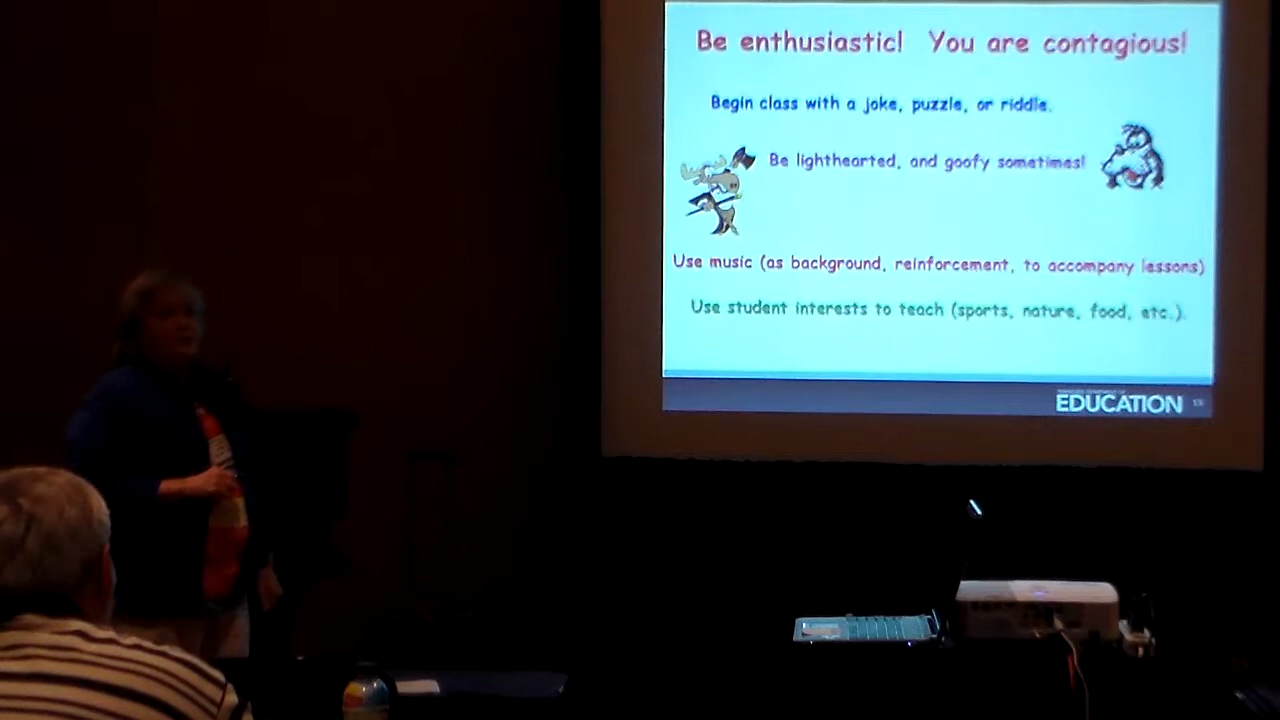 Be enthusiastic! You are contagious!
Begin class with a joke, puzzle, or riddle.
Be lighthearted, and goofy sometimes!
Use music (as background, reinforcement, to accompany lessons)
Use student interests to teach (sports, nature, food, etc.).
EDUCATION